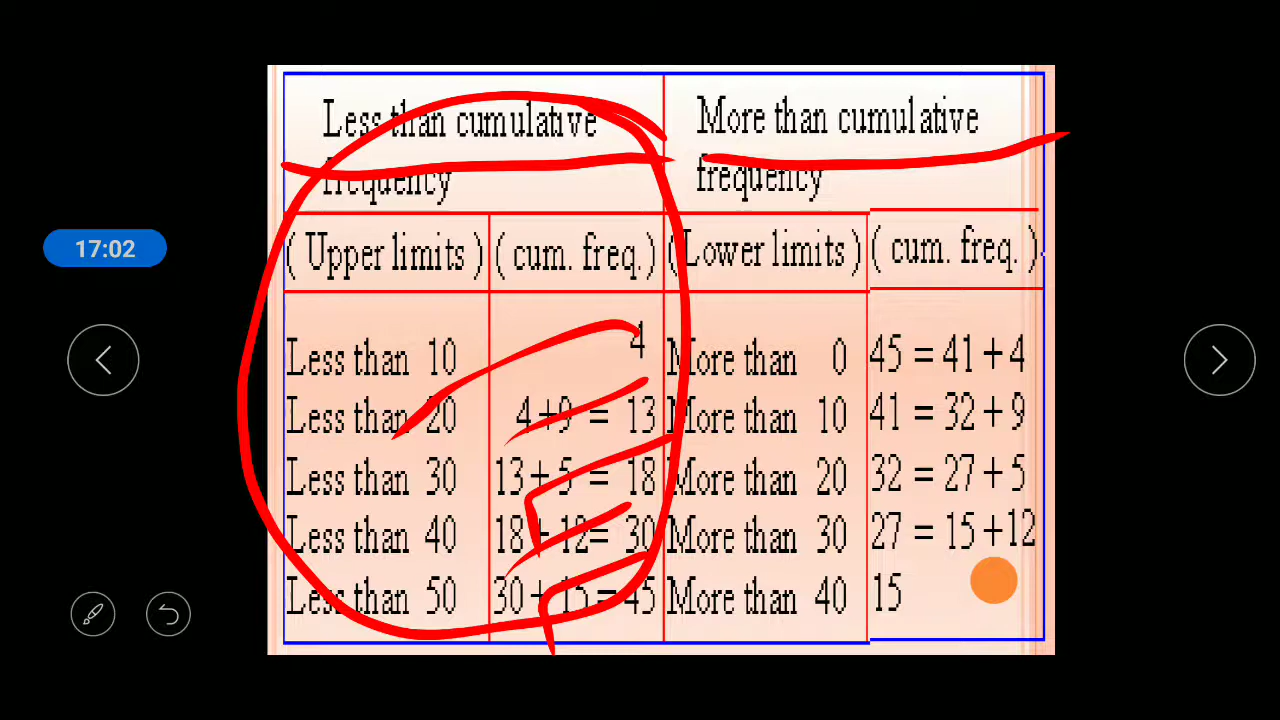 17:02
Less than cumulative frequency More than cumulative frequency
( Upper limits ) ( cum. freq. ) ( Lower limits ) ( cum. freq. )
Less than 10 4 More than 0 45 = 41 + 4
Less than 20 4 + 9 = 13 More than 10 41 = 32 + 9
Less than 30 13 + 5 = 18 More than 20 32 = 27 + 5
Less than 40 18 + 12 = 30 More than 30 27 = 15 + 12
Less than 50 30 + 15 = 45 More than 40 15